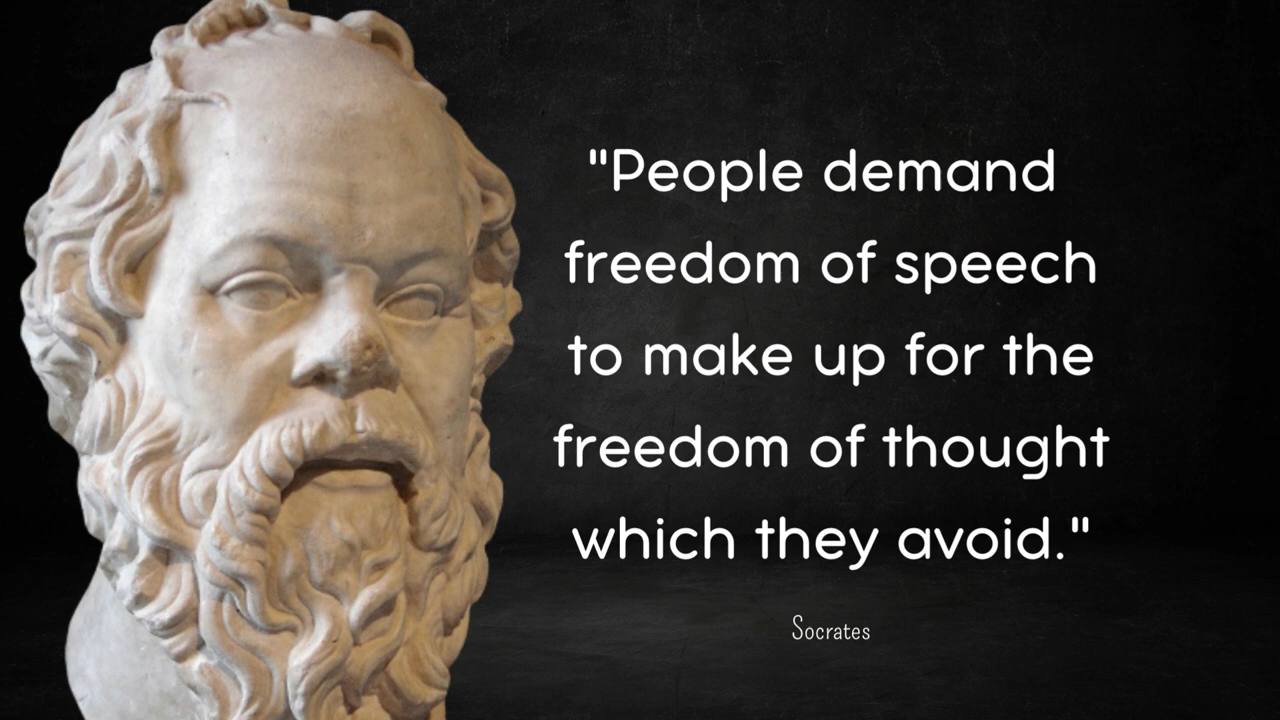 "People demand
freedom of speech
to make up for the
freedom of thought
which they avoid."
Socrates